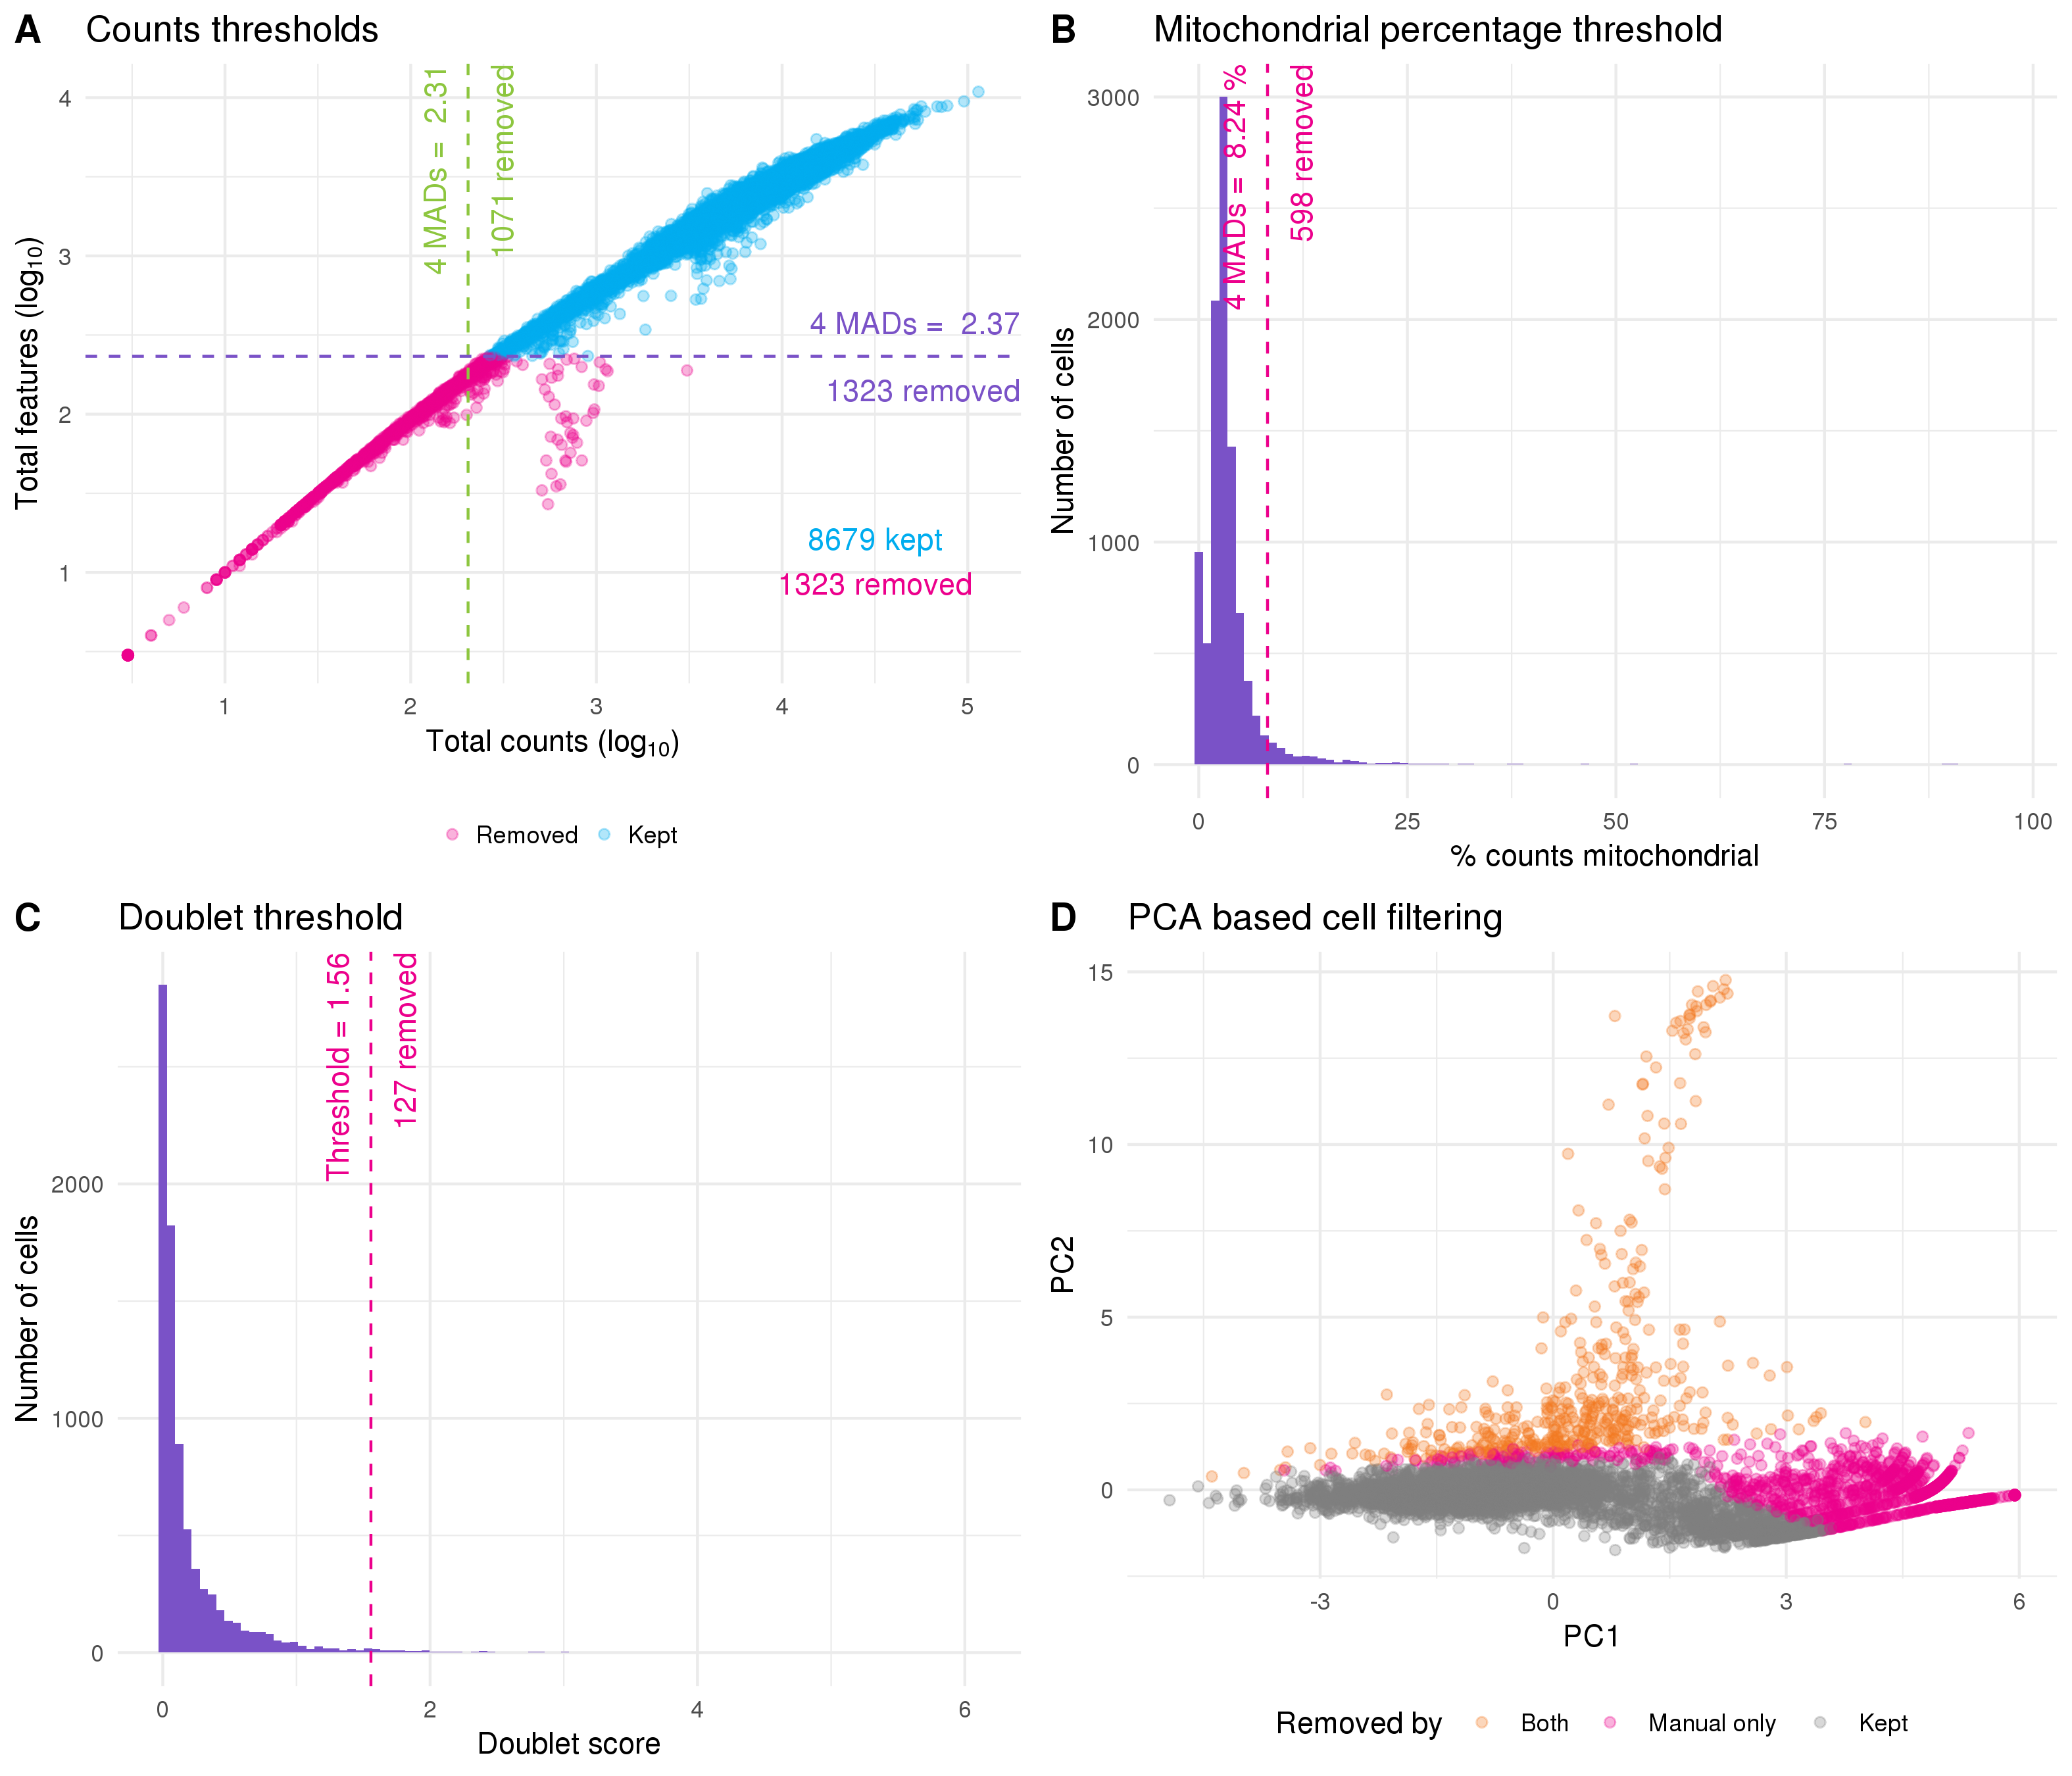 A Counts thresholds
4
3
2
1
Total features (log10)
4 MADs = 2.31
1071 removed
4 MADs = 2.37
1323 removed
8679 kept
1323 removed
1 2 3 4 5
Total counts (log10)
Removed Kept
B Mitochondrial percentage threshold
3000
2000
1000
0
Number of cells
4 MADs = 8.24 %
598 removed
0 25 50 75 100
% counts mitochondrial
C Doublet threshold
2000
1000
0
Number of cells
Threshold = 1.56
127 removed
0 2 4 6
Doublet score
D PCA based cell filtering
15
10
5
0
PC2
-3 0 3 6
PC1
Removed by Both Manual only Kept